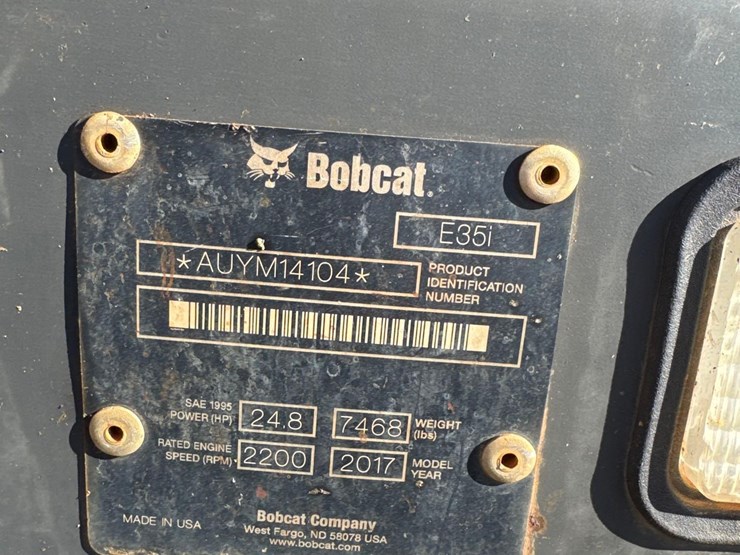 Bobcat.
E35i
*AUYM14104*
PRODUCT
IDENTIFICATION
NUMBER
SAE 1995
POWER (HP) 24.8 7468 WEIGHT
(lbs)
RATED ENGINE
SPEED (RPM) 2200 2017 MODEL
YEAR
MADE IN USA
Bobcat Company
West Fargo, ND 58078 USA
www.bobcat.com